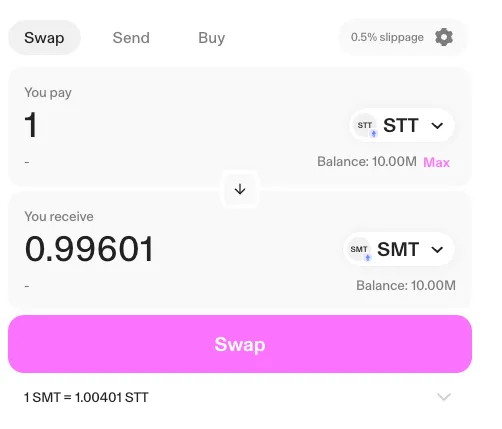 Swap Send Buy 0.5% slippage
You pay
1 STT STT
- Balance: 10.00M Max
You receive
0.99601 SMT SMT
- Balance: 10.00M
Swap
1 SMT = 1.00401 STT